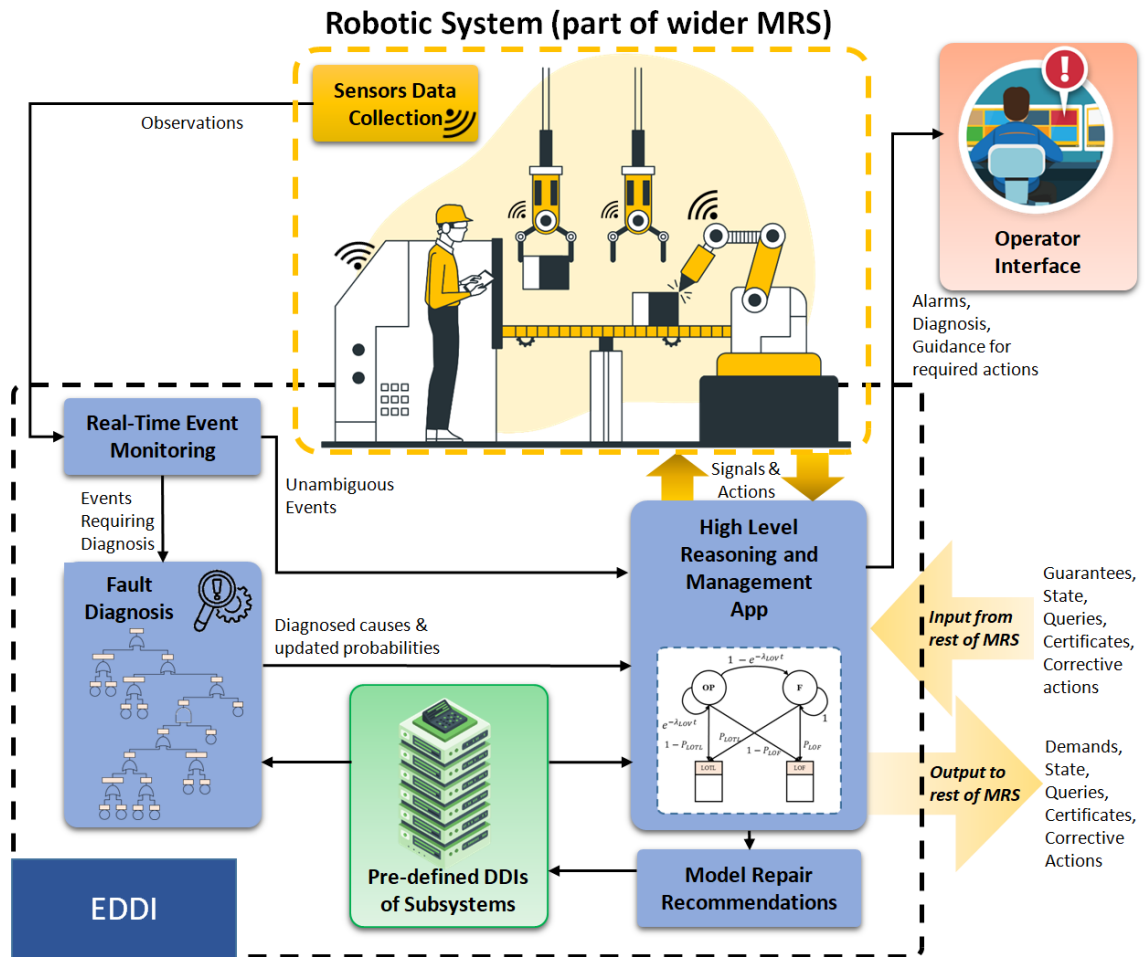 Robotic System (part of wider MRS)
Sensors Data
Collection
Observations
Operator
Interface
Alarms,
Diagnosis,
Guidance for
required actions
Real-Time Event
Monitoring
Unambiguous
Events
Signals &
Actions
Events
Requiring
Diagnosis
High Level
Reasoning and
Management
App
Fault
Diagnosis
Diagnosed causes &
updated probabilities
Input from
rest of MRS
Guarantees,
State,
Queries,
Certificates,
Corrective
actions
1 − e^{−λ_{LOV}t}
OP
F
e^{−λ_{LOV}t}
1
1 − P_{LOTL}
P_{LOTL}
1 − P_{LOF}
P_{LOF}
LOTL
LOF
Output to
rest of MRS
Demands,
State,
Queries,
Certificates,
Corrective
Actions
Pre-defined DDIs
of Subsystems
Model Repair
Recommendations
EDDI